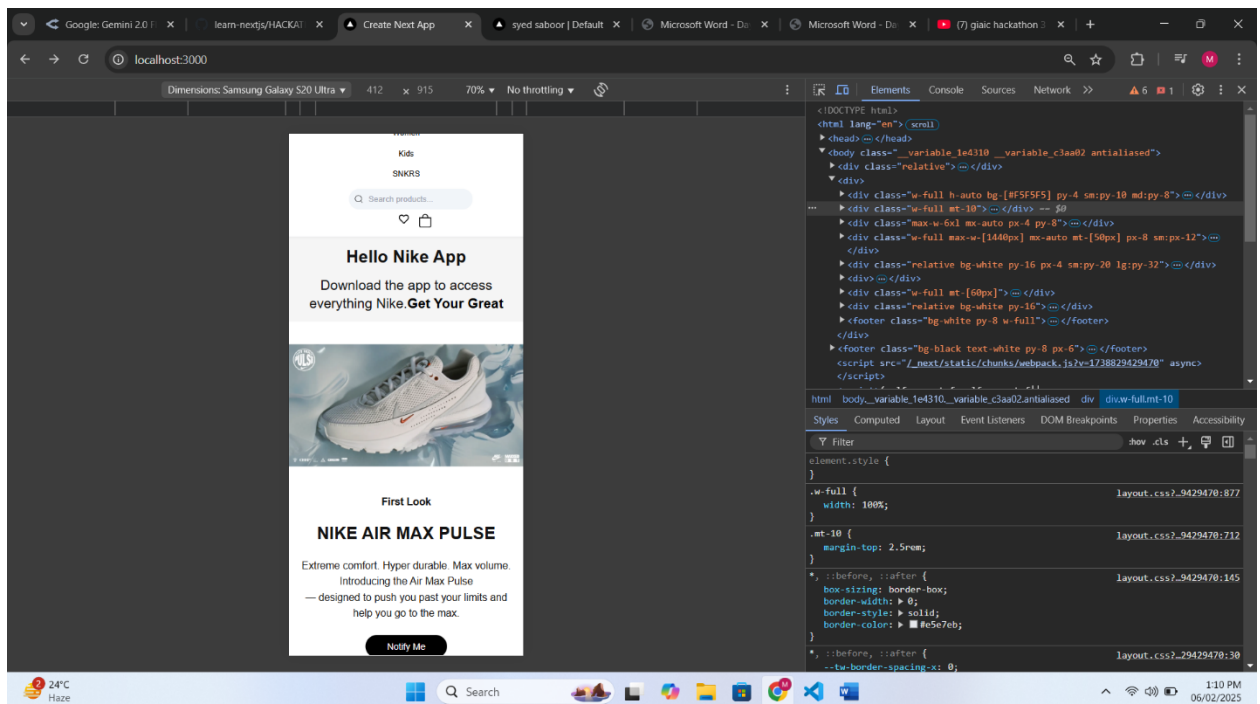 Google: Gemini 2.0 Fl
learn-nextjs/HACKAT
Create Next App
syed saboor | Default
Microsoft Word - Da
Microsoft Word - Da
(7) giaic hackathon 3
localhost:3000
M
Dimensions: Samsung Galaxy S20 Ultra
412 x 915
70%
No throttling
Women
Kids
SNKRS
Search products...
Hello Nike App
Download the app to access
everything Nike.Get Your Great
First Look
NIKE AIR MAX PULSE
Extreme comfort. Hyper durable. Max volume.
Introducing the Air Max Pulse
— designed to push you past your limits and
help you go to the max.
Notify Me
Elements Console Sources Network 6 1
<!DOCTYPE html>
<html lang="en"> scroll
<head> … </head>
<body class="__variable_1e4310 __variable_c3aa02 antialiased">
<div class="relative"> … </div>
<div>
<div class="w-full h-auto bg-[#F5F5F5] py-4 sm:py-10 md:py-8"> … </div>
… <div class="w-full mt-10"> … </div> == $0
<div class="max-w-6xl mx-auto px-4 py-8"> … </div>
<div class="w-full max-w-[1440px] mx-auto mt-[50px] px-8 sm:px-12"> …
</div>
<div class="relative bg-white py-16 px-4 sm:py-20 lg:py-32"> … </div>
<div> … </div>
<div class="w-full mt-[60px]"> … </div>
<div class="relative bg-white py-16"> … </div>
<footer class="bg-white py-8 w-full"> … </footer>
</div>
<footer class="bg-black text-white py-8 px-6"> … </footer>
<script src="/_next/static/chunks/webpack.js?v=1738829429470" async>
</script>
html body.__variable_1e4310.__variable_c3aa02.antialiased div div.w-full.mt-10
Styles Computed Layout Event Listeners DOM Breakpoints Properties Accessibility
Filter :hov .cls
element.style {
}
.w-full { layout.css?…9429470:877
width: 100%;
}
.mt-10 { layout.css?…9429470:712
margin-top: 2.5rem;
}
*, ::before, ::after { layout.css?…9429470:145
box-sizing: border-box;
border-width: 0;
border-style: solid;
border-color: #e5e7eb;
}
*, ::before, ::after { layout.css?…29429470:30
--tw-border-spacing-x: 0;
2
24°C
Haze
Search
1:10 PM
06/02/2025